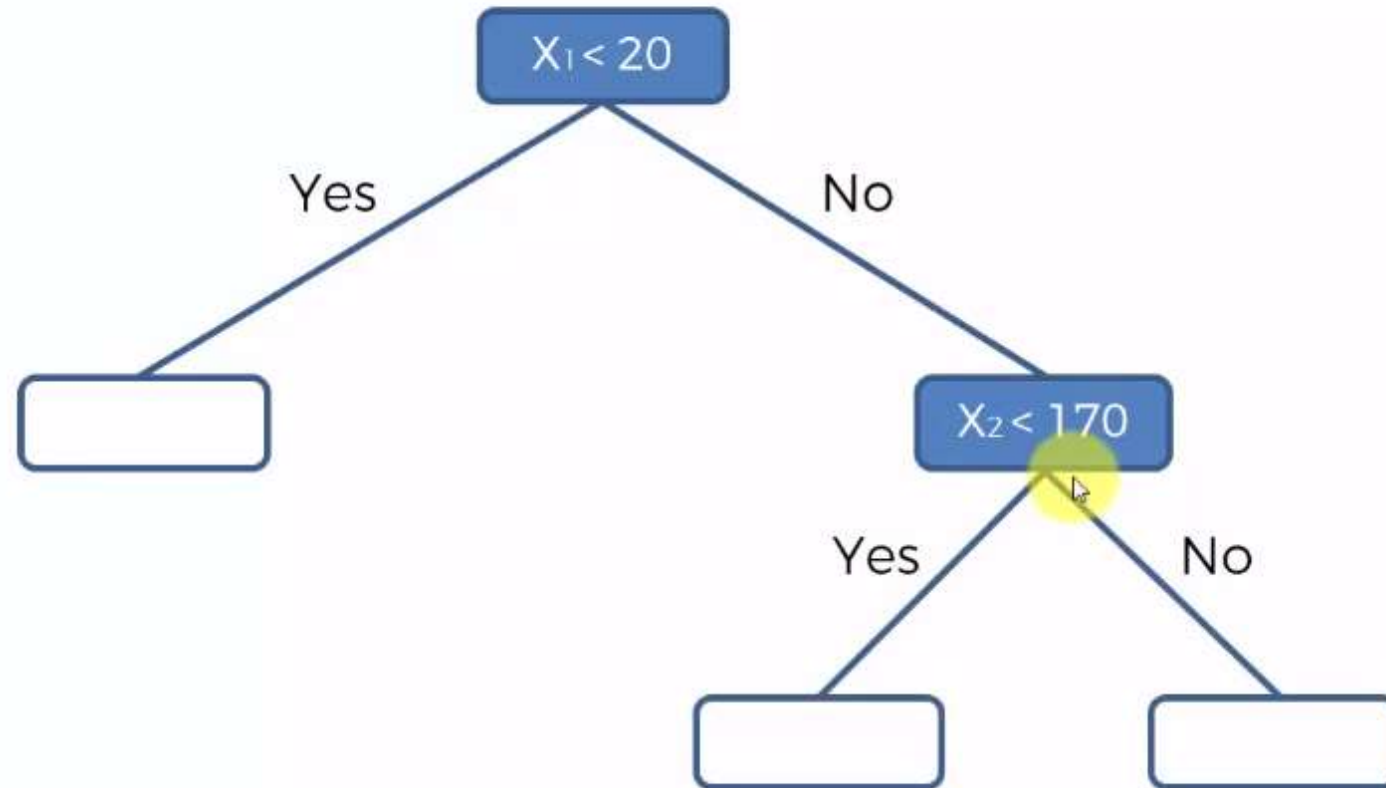 X₁ < 20
Yes
No
X₂ < 170
Yes
No